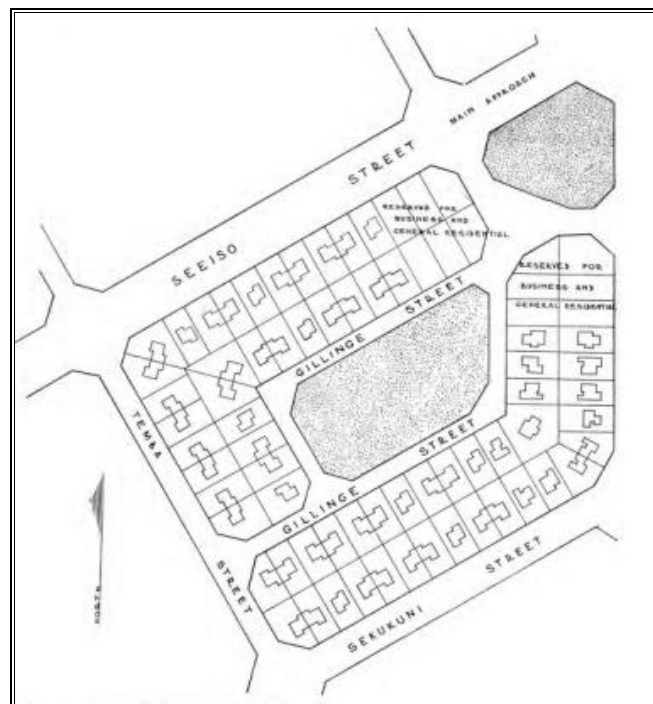 MAIN APPROACH
SEEISO STREET
RESERVED FOR
BUSINESS AND
GENERAL RESIDENTIAL
RESERVED FOR
BUSINESS AND
GENERAL RESIDENTIAL
GILLINGE STREET
TEMBA STREET
GILLINGE STREET
SEKUKUNI STREET
NORTH